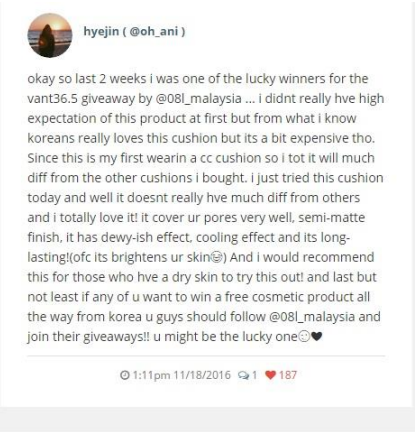 hyejin ( @oh_ani )
okay so last 2 weeks i was one of the lucky winners for the
vant36.5 giveaway by @08l_malaysia ... i didnt really hve high
expectation of this product at first but from what i know
koreans really loves this cushion but its a bit expensive tho.
Since this is my first wearin a cc cushion so i tot it will much
diff from the other cushions i bought. i just tried this cushion
today and well it doesnt really hve much diff from others
and i totally love it! it cover ur pores very well, semi-matte
finish, it has dewy-ish effect, cooling effect and its long-
lasting!(ofc its brightens ur skin😆) And i would recommend
this for those who hve a dry skin to try this out! and last but
not least if any of u want to win a free cosmetic product all
the way from korea u guys should follow @08l_malaysia and
join their giveaways!! u might be the lucky one☺🖤
1:11pm 11/18/2016 1 187